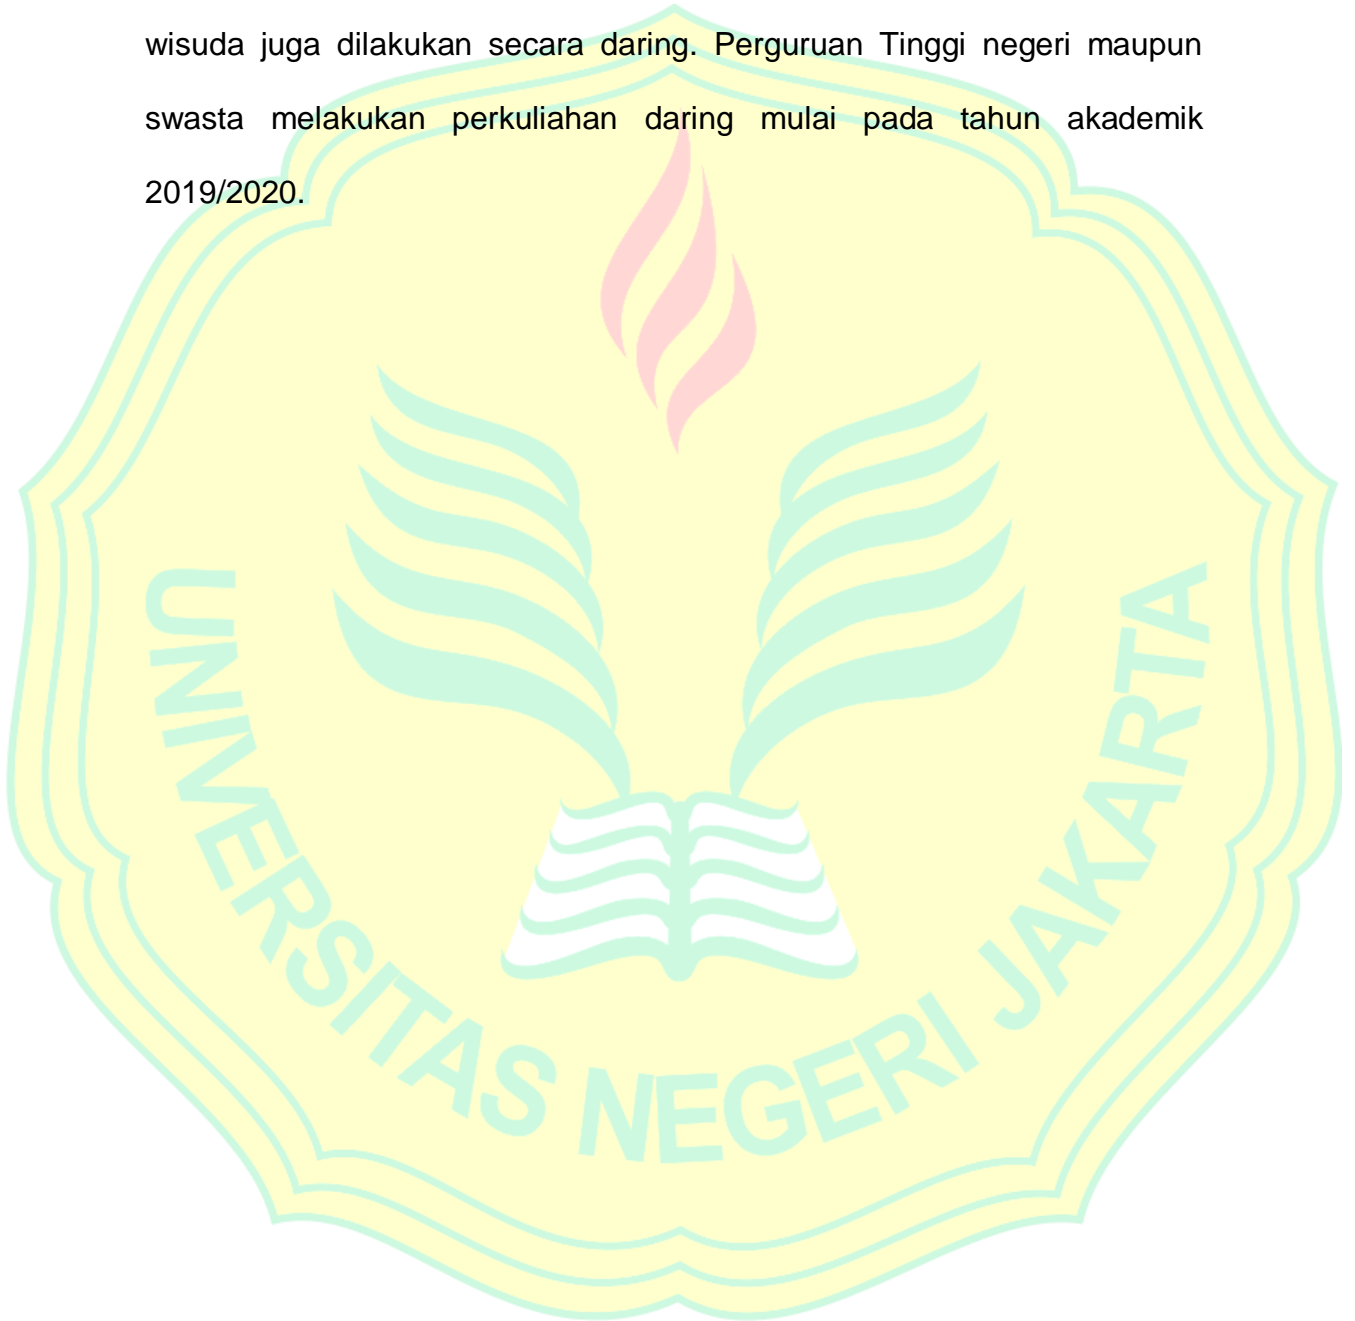 wisuda juga dilakukan secara daring. Perguruan Tinggi negeri maupun
swasta melakukan perkuliahan daring mulai pada tahun akademik
2019/2020.
UNIVERSITAS NEGERI JAKARTA